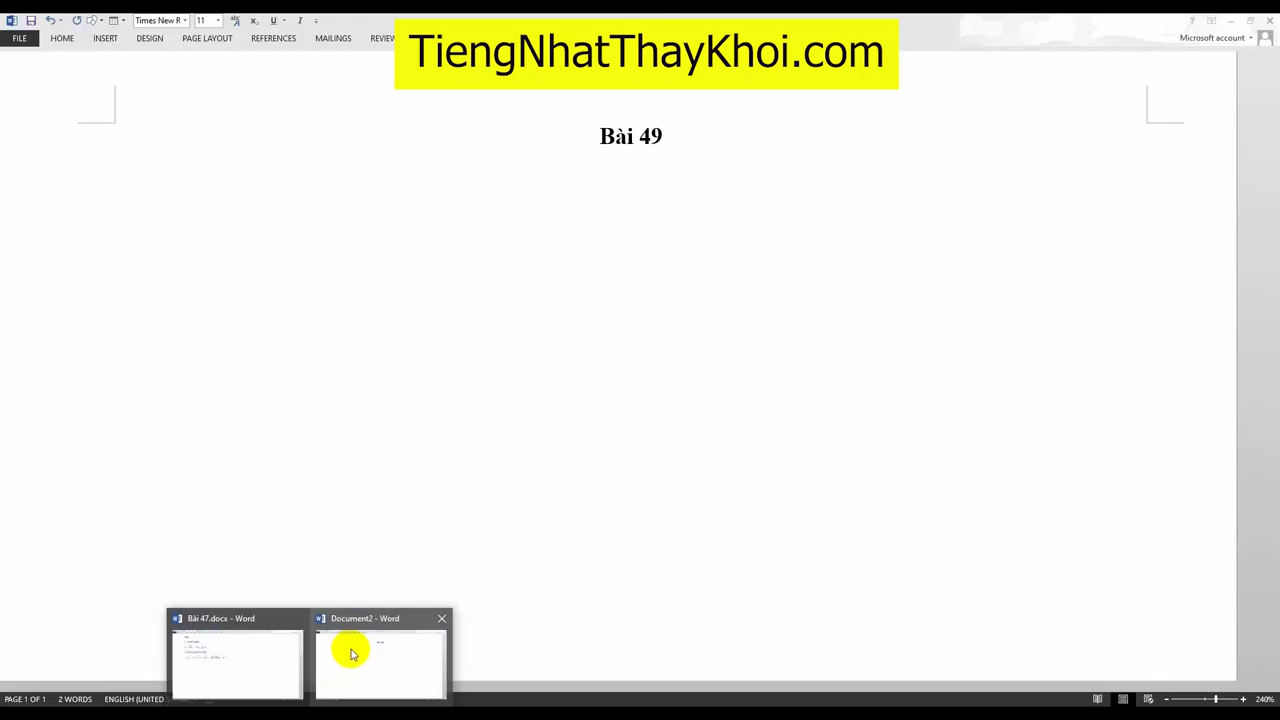 Times New R 11
FILE HOME INSERT DESIGN PAGE LAYOUT REFERENCES MAILINGS REVIEW
Microsoft account
TiengNhatThayKhoi.com
Bài 49
Bài 47.docx - Word
Document2 - Word
PAGE 1 OF 1 2 WORDS ENGLISH (UNITED 240%